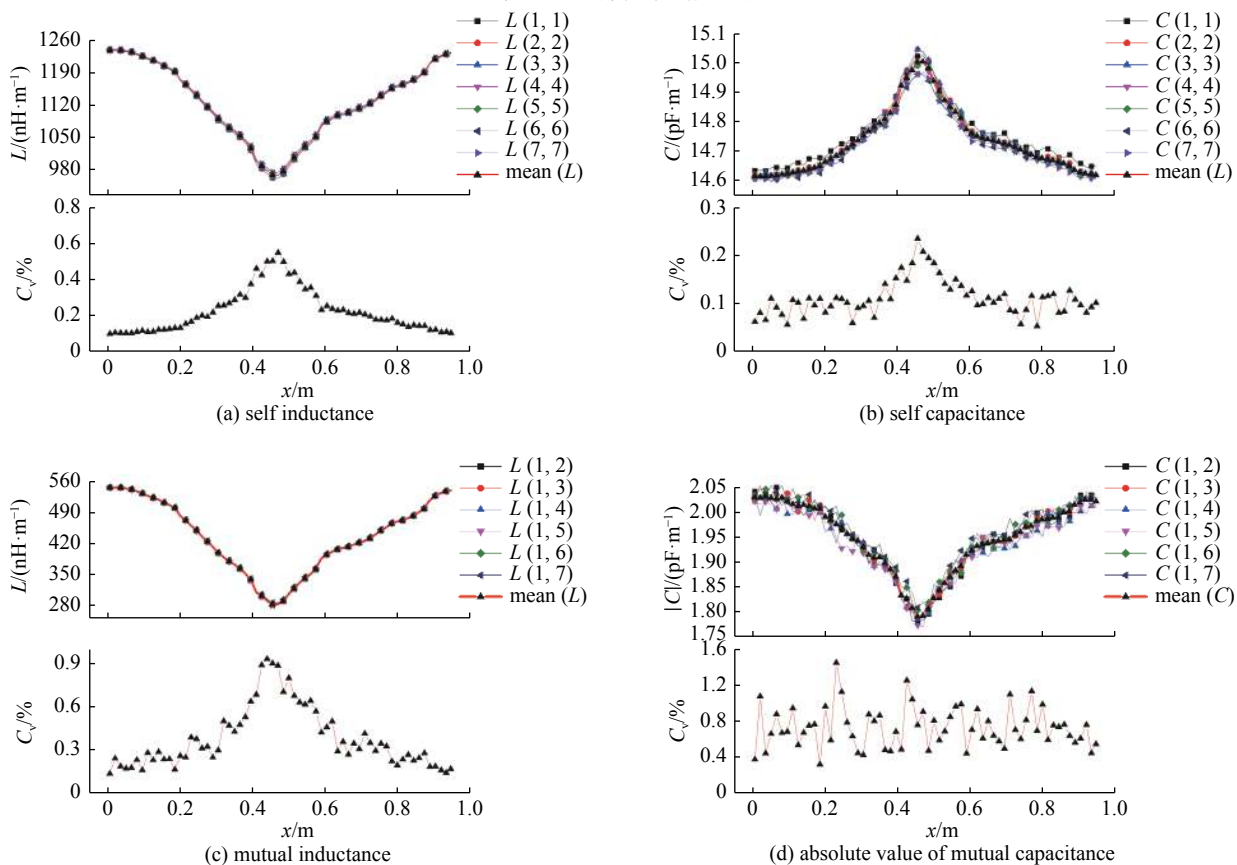 L (1, 1)
L (2, 2)
L (3, 3)
L (4, 4)
L (5, 5)
L (6, 6)
L (7, 7)
mean (L)
L/(nH·m⁻¹)
1260
1190
1120
1050
980
C_v/%
0.8
0.6
0.4
0.2
0
0 0.2 0.4 0.6 0.8 1.0
x/m
(a) self inductance
C (1, 1)
C (2, 2)
C (3, 3)
C (4, 4)
C (5, 5)
C (6, 6)
C (7, 7)
mean (L)
C/(pF·m⁻¹)
15.1
15.0
14.9
14.8
14.7
14.6
C_v/%
0.3
0.2
0.1
0
0 0.2 0.4 0.6 0.8 1.0
x/m
(b) self capacitance
L (1, 2)
L (1, 3)
L (1, 4)
L (1, 5)
L (1, 6)
L (1, 7)
mean (L)
L/(nH·m⁻¹)
560
490
420
350
280
C_v/%
0.9
0.6
0.3
0
0 0.2 0.4 0.6 0.8 1.0
x/m
(c) mutual inductance
C (1, 2)
C (1, 3)
C (1, 4)
C (1, 5)
C (1, 6)
C (1, 7)
mean (C)
|C|/(pF·m⁻¹)
2.05
2.00
1.95
1.90
1.85
1.80
1.75
C_v/%
1.6
1.2
0.8
0.4
0
0 0.2 0.4 0.6 0.8 1.0
x/m
(d) absolute value of mutual capacitance